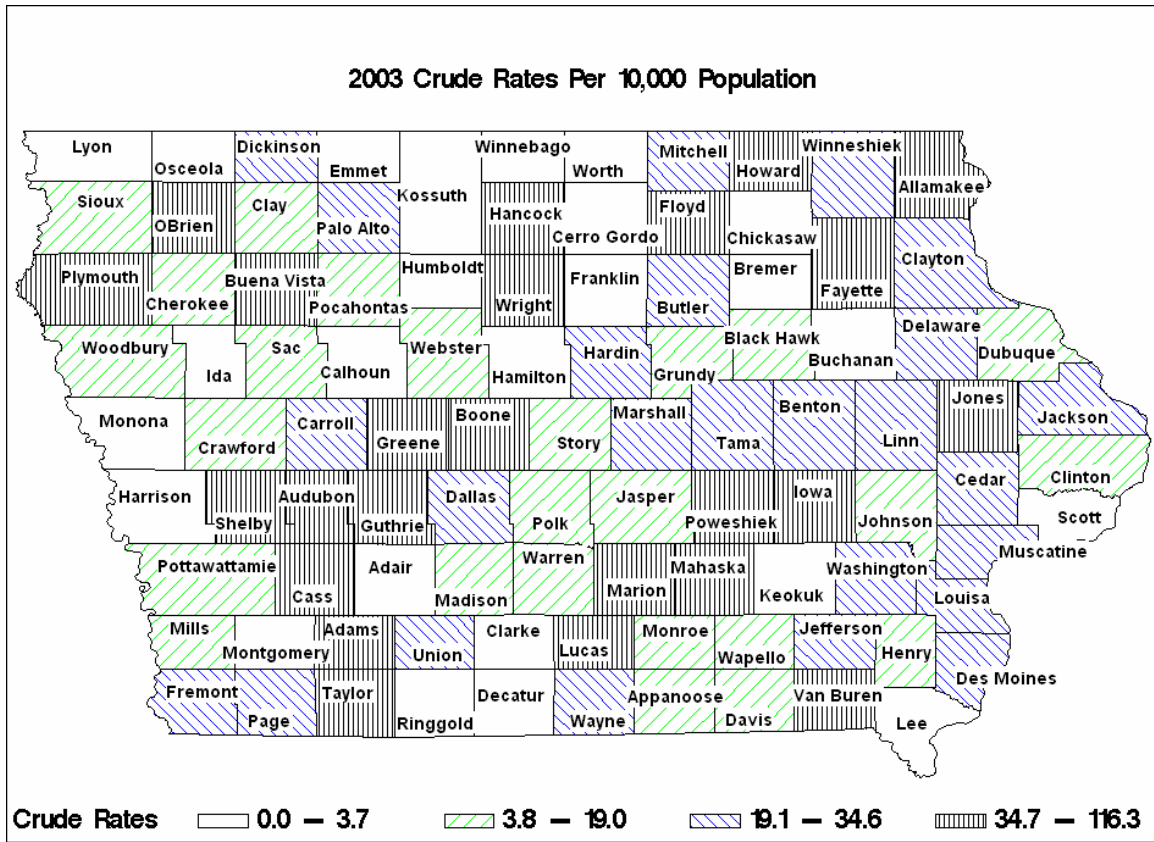 2003 Crude Rates Per 10,000 Population
Lyon
Osceola
Dickinson
Emmet
Kossuth
Winnebago
Worth
Mitchell
Howard
Winneshiek
Allamakee
Sioux
OBrien
Clay
Palo Alto
Hancock
Cerro Gordo
Floyd
Chickasaw
Fayette
Clayton
Plymouth
Cherokee
Buena Vista
Pocahontas
Humboldt
Wright
Franklin
Butler
Bremer
Woodbury
Ida
Sac
Calhoun
Webster
Hamilton
Hardin
Grundy
Black Hawk
Buchanan
Delaware
Dubuque
Monona
Crawford
Carroll
Greene
Boone
Story
Marshall
Tama
Benton
Linn
Jones
Jackson
Harrison
Shelby
Audubon
Guthrie
Dallas
Polk
Jasper
Poweshiek
Iowa
Johnson
Cedar
Clinton
Scott
Pottawattamie
Cass
Adair
Madison
Warren
Marion
Mahaska
Keokuk
Washington
Muscatine
Louisa
Mills
Montgomery
Adams
Union
Clarke
Lucas
Monroe
Wapello
Jefferson
Henry
Des Moines
Fremont
Page
Taylor
Ringgold
Decatur
Wayne
Appanoose
Davis
Van Buren
Lee
Crude Rates 0.0 – 3.7 3.8 – 19.0 19.1 – 34.6 34.7 – 116.3